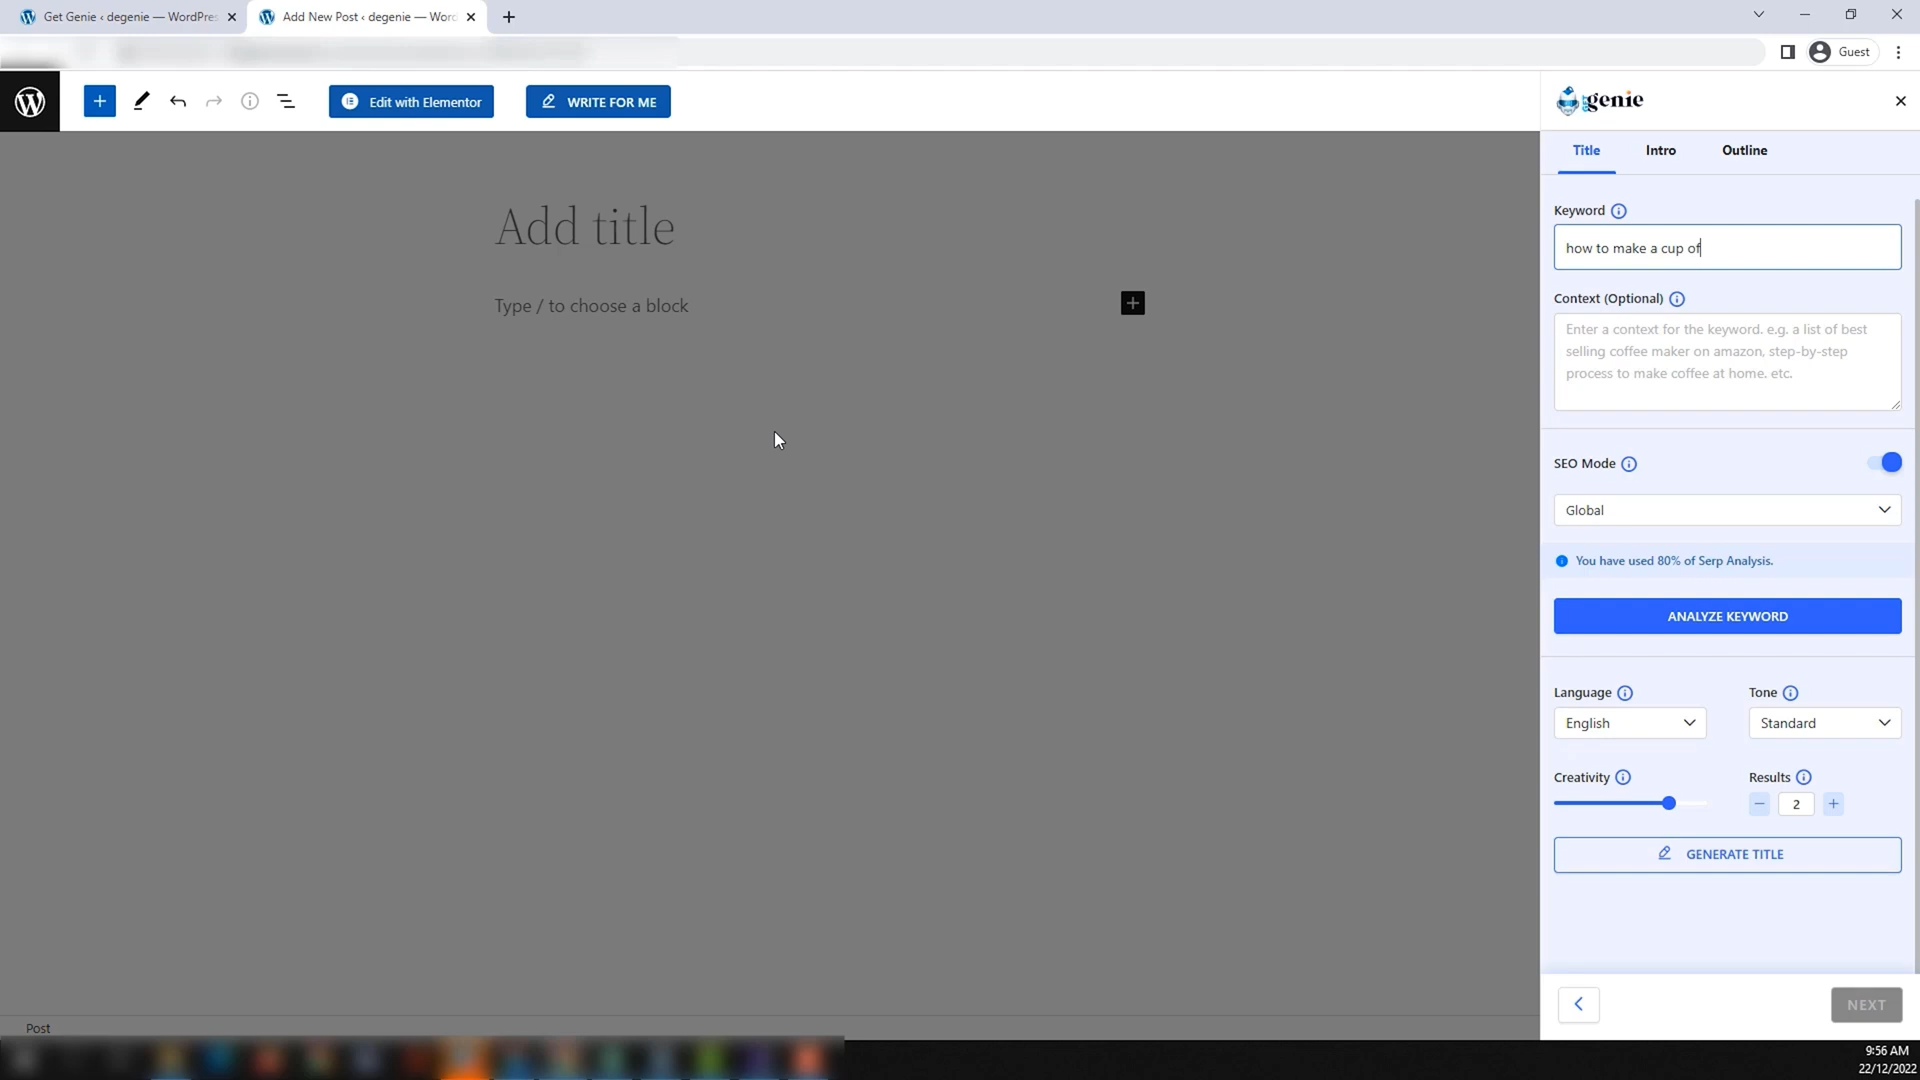 Get Genie ‹ degenie — WordPres
Add New Post ‹ degenie — Word
Guest
Edit with Elementor
WRITE FOR ME
genie
Title
Intro
Outline
Add title
Type / to choose a block
Keyword
how to make a cup of
Context (Optional)
Enter a context for the keyword. e.g. a list of best
selling coffee maker on amazon, step-by-step
process to make coffee at home. etc.
SEO Mode
Global
You have used 80% of Serp Analysis.
ANALYZE KEYWORD
Language
Tone
English
Standard
Creativity
Results
2
GENERATE TITLE
NEXT
Post
9:56 AM
22/12/2022